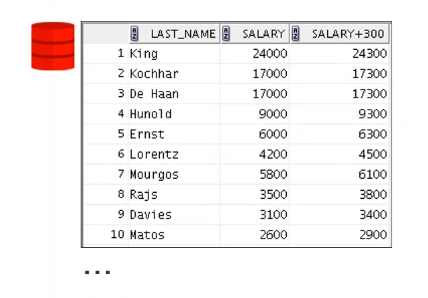 LAST_NAME SALARY SALARY+300
1 King 24000 24300
2 Kochhar 17000 17300
3 De Haan 17000 17300
4 Hunold 9000 9300
5 Ernst 6000 6300
6 Lorentz 4200 4500
7 Mourgos 5800 6100
8 Rajs 3500 3800
9 Davies 3100 3400
10 Matos 2600 2900
...